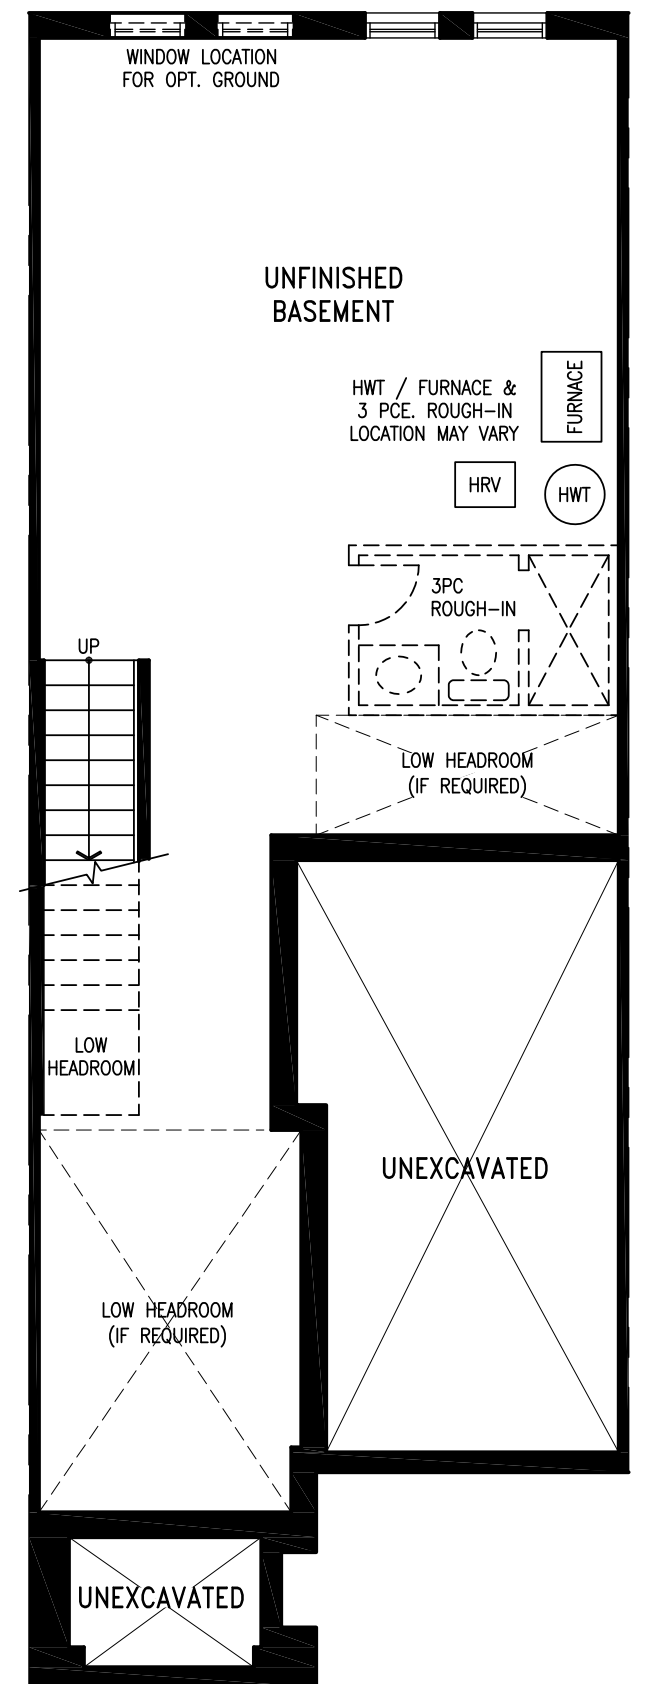 WINDOW LOCATION
FOR OPT. GROUND
UNFINISHED
BASEMENT
HWT / FURNACE &
3 PCE. ROUGH-IN
LOCATION MAY VARY
FURNACE
HRV
HWT
3PC
ROUGH-IN
UP
LOW HEADROOM
(IF REQUIRED)
LOW
HEADROOM
UNEXCAVATED
LOW HEADROOM
(IF REQUIRED)
UNEXCAVATED